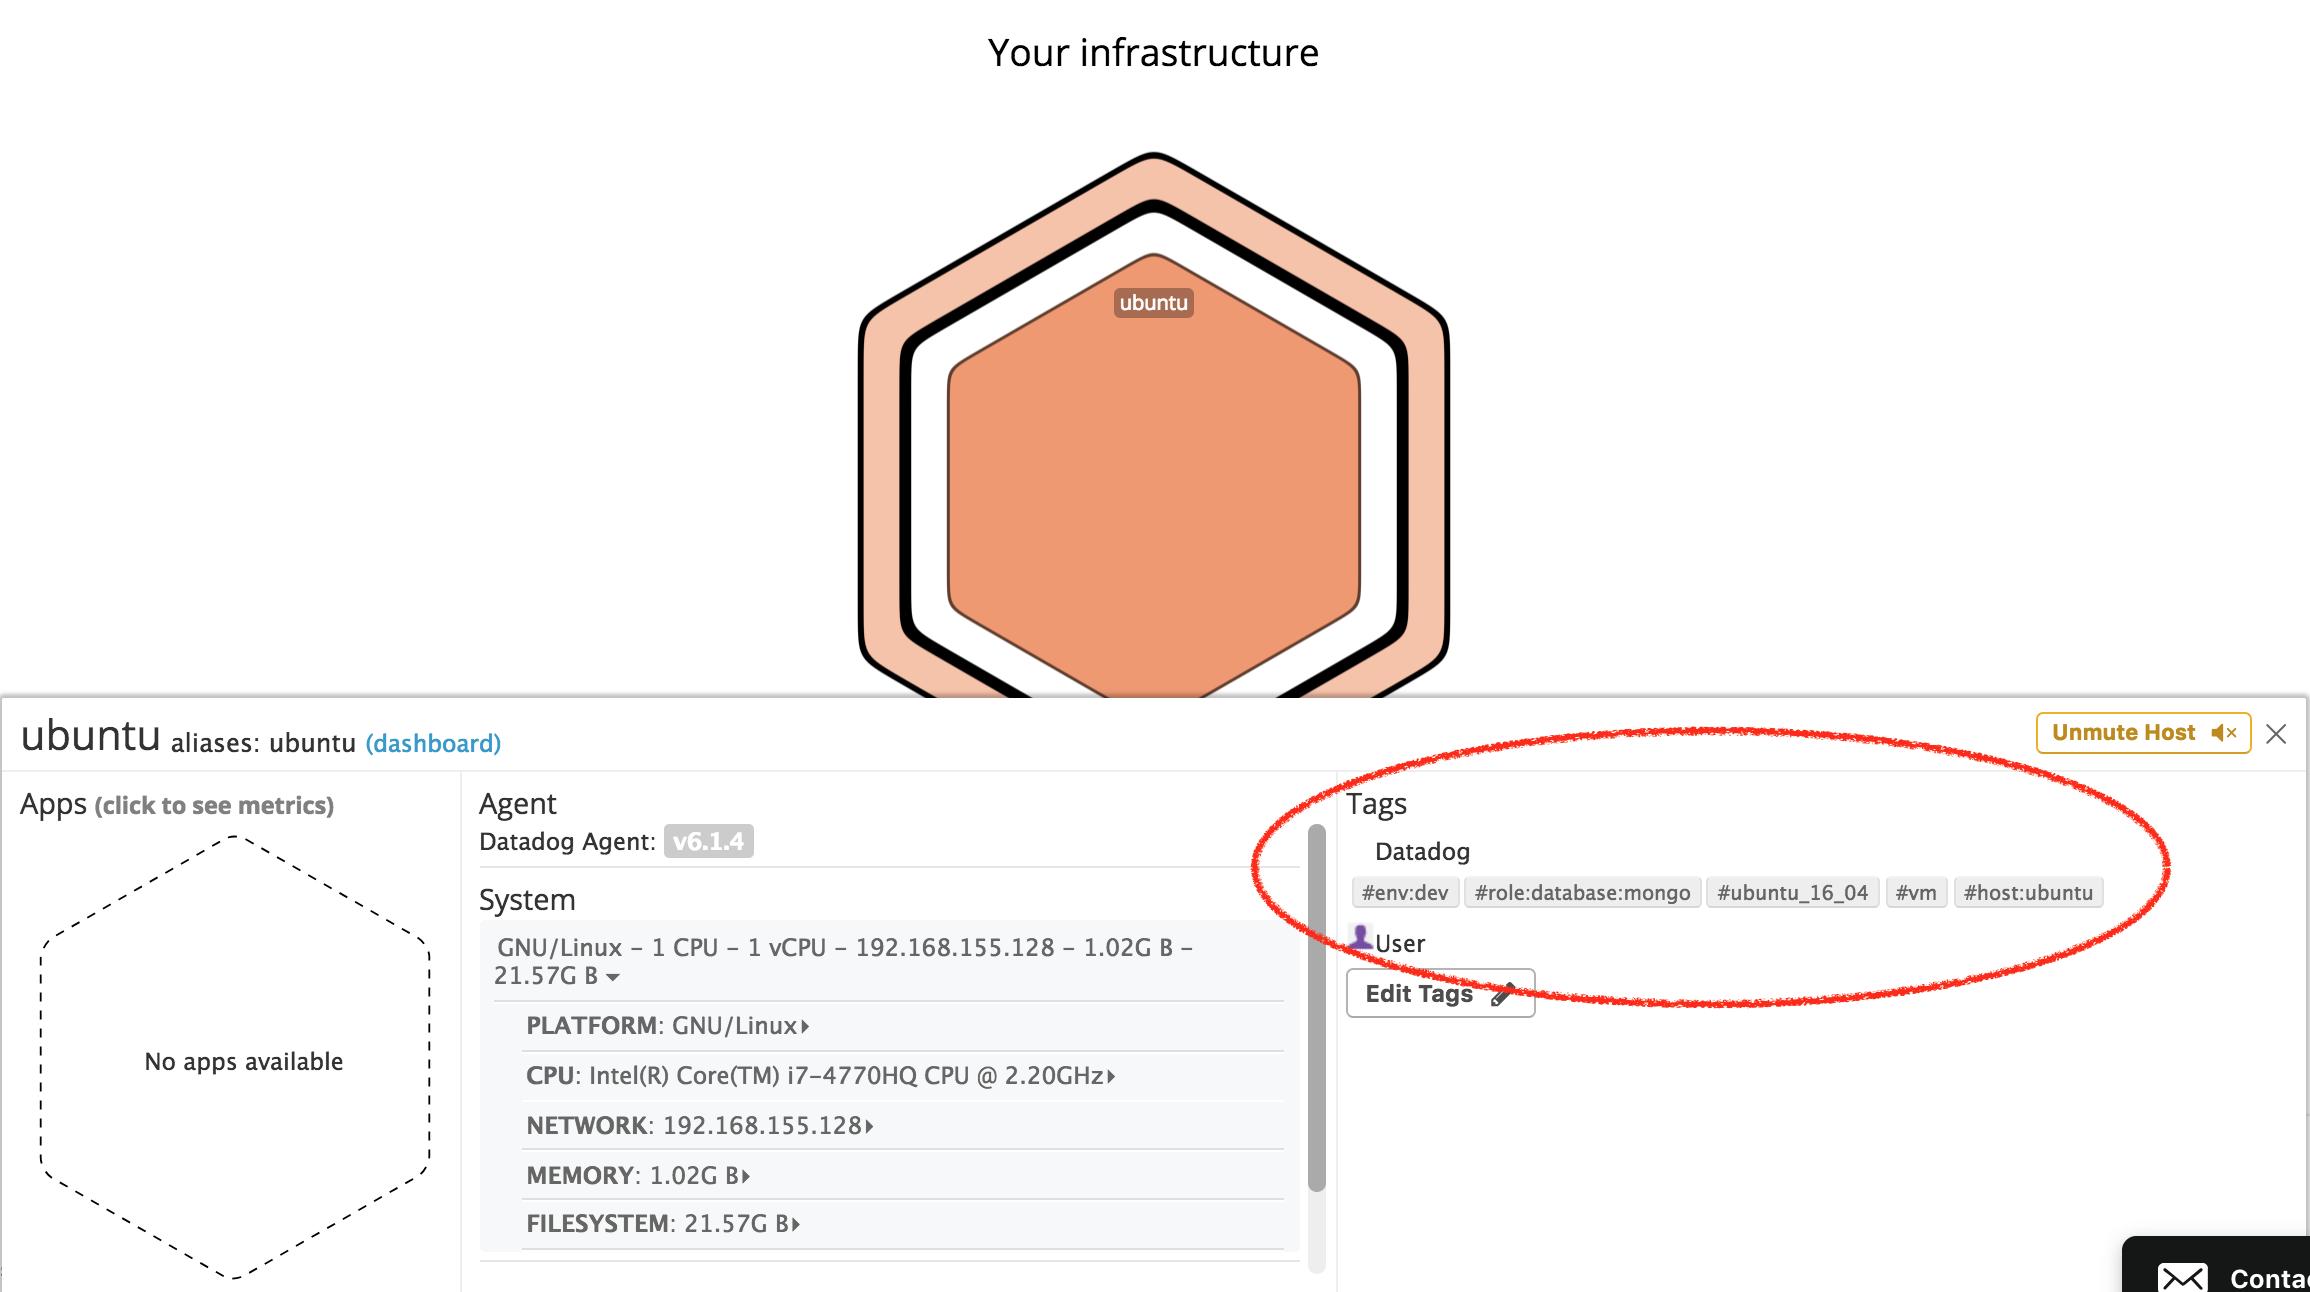 Your infrastructure
ubuntu
ubuntu aliases: ubuntu (dashboard)
Unmute Host
Apps (click to see metrics)
No apps available
Agent
Datadog Agent: v6.1.4
System
GNU/Linux – 1 CPU – 1 vCPU – 192.168.155.128 – 1.02G B –
21.57G B
PLATFORM: GNU/Linux
CPU: Intel(R) Core(TM) i7-4770HQ CPU @ 2.20GHz
NETWORK: 192.168.155.128
MEMORY: 1.02G B
FILESYSTEM: 21.57G B
Tags
Datadog
#env:dev #role:database:mongo #ubuntu_16_04 #vm #host:ubuntu
User
Edit Tags